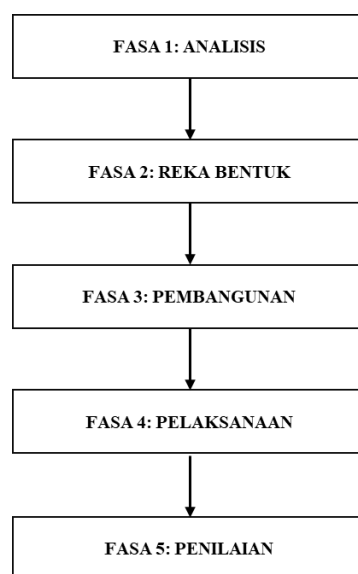 FASA 1: ANALISIS
FASA 2: REKA BENTUK
FASA 3: PEMBANGUNAN
FASA 4: PELAKSANAAN
FASA 5: PENILAIAN